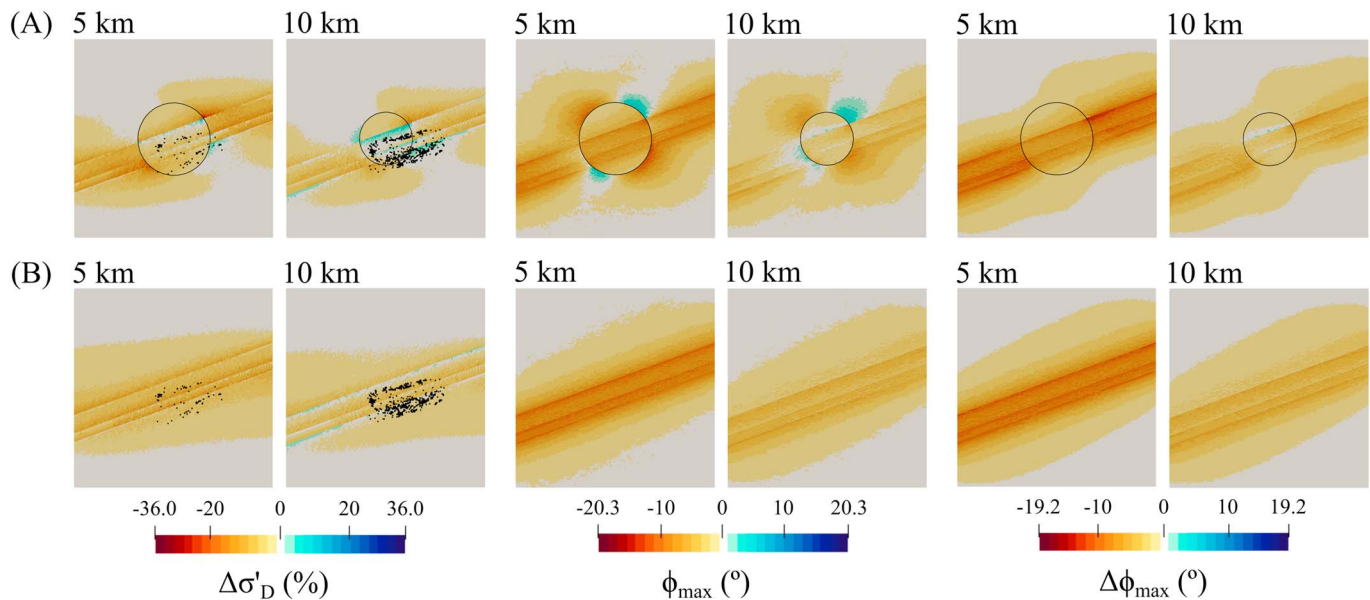 (A) 5 km 10 km 5 km 10 km 5 km 10 km
(B) 5 km 10 km 5 km 10 km 5 km 10 km
-36.0 -20 0 20 36.0 -20.3 -10 0 10 20.3 -19.2 -10 0 10 19.2
Δσ'D (%) ϕmax (º) Δϕmax (º)